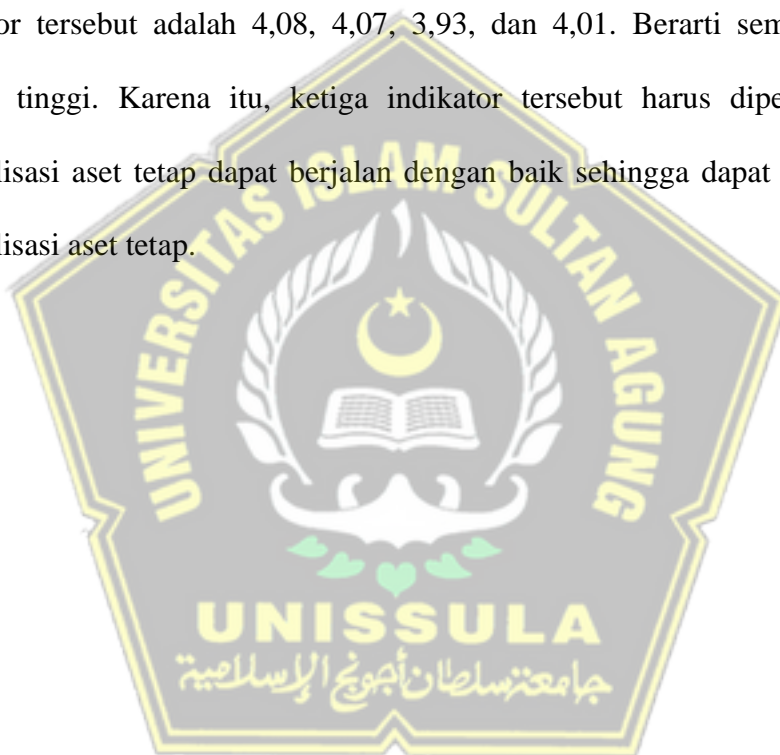 or tersebut adalah 4,08, 4,07, 3,93, dan 4,01. Berarti sem
tinggi. Karena itu, ketiga indikator tersebut harus dipe
lisasi aset tetap dapat berjalan dengan baik sehingga dapat
lisasi aset tetap.
UNIVERSITAS ISLAM SULTAN AGUNG
UNISSULA
جامعة سلطان أجونج الإسلامية